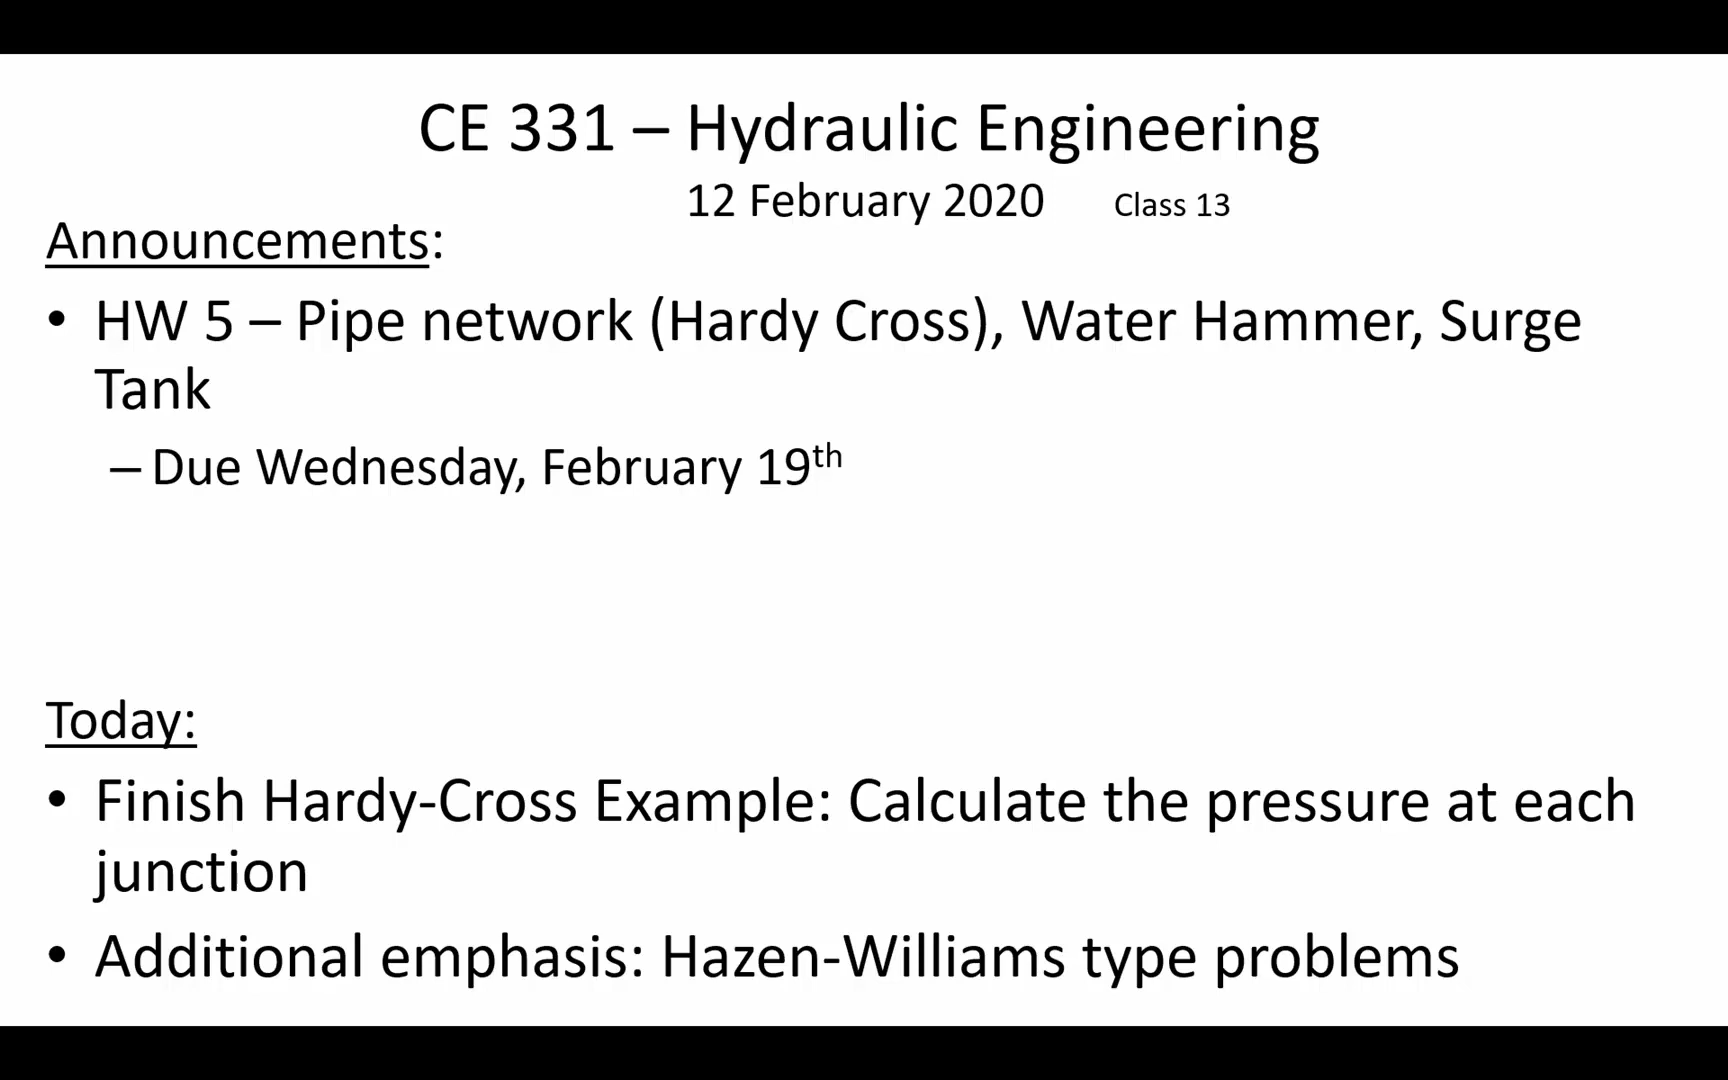 CE 331 – Hydraulic Engineering
12 February 2020 Class 13
Announcements:
• HW 5 – Pipe network (Hardy Cross), Water Hammer, Surge
Tank
– Due Wednesday, February 19th
Today:
• Finish Hardy-Cross Example: Calculate the pressure at each
junction
• Additional emphasis: Hazen-Williams type problems